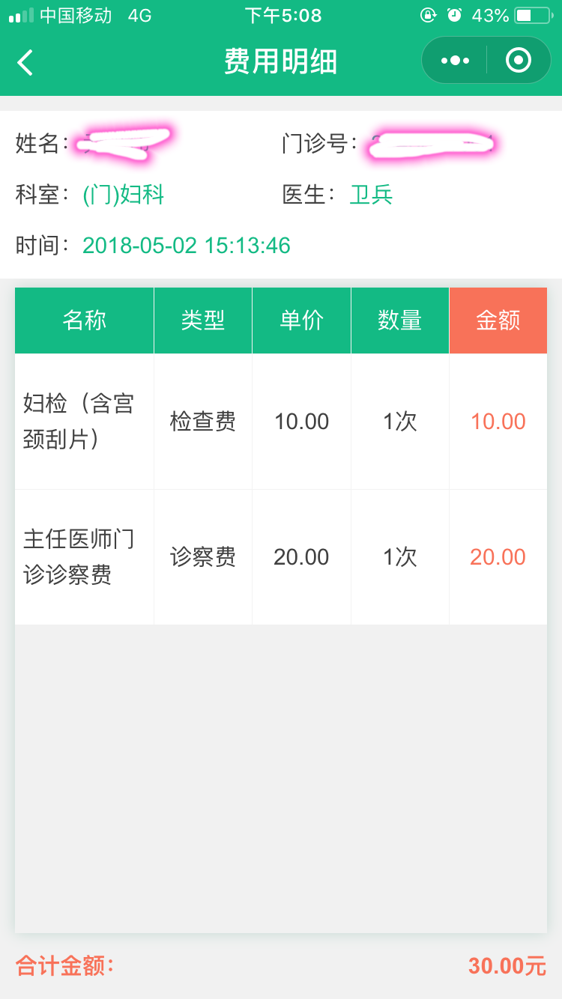 中国移动 4G 下午5:08 43%
费用明细
姓名： 门诊号：
科室：(门)妇科 医生：卫兵
时间：2018-05-02 15:13:46
名称 类型 单价 数量 金额
妇检（含宫
颈刮片） 检查费 10.00 1次 10.00
主任医师门
诊诊察费 诊察费 20.00 1次 20.00
合计金额： 30.00元